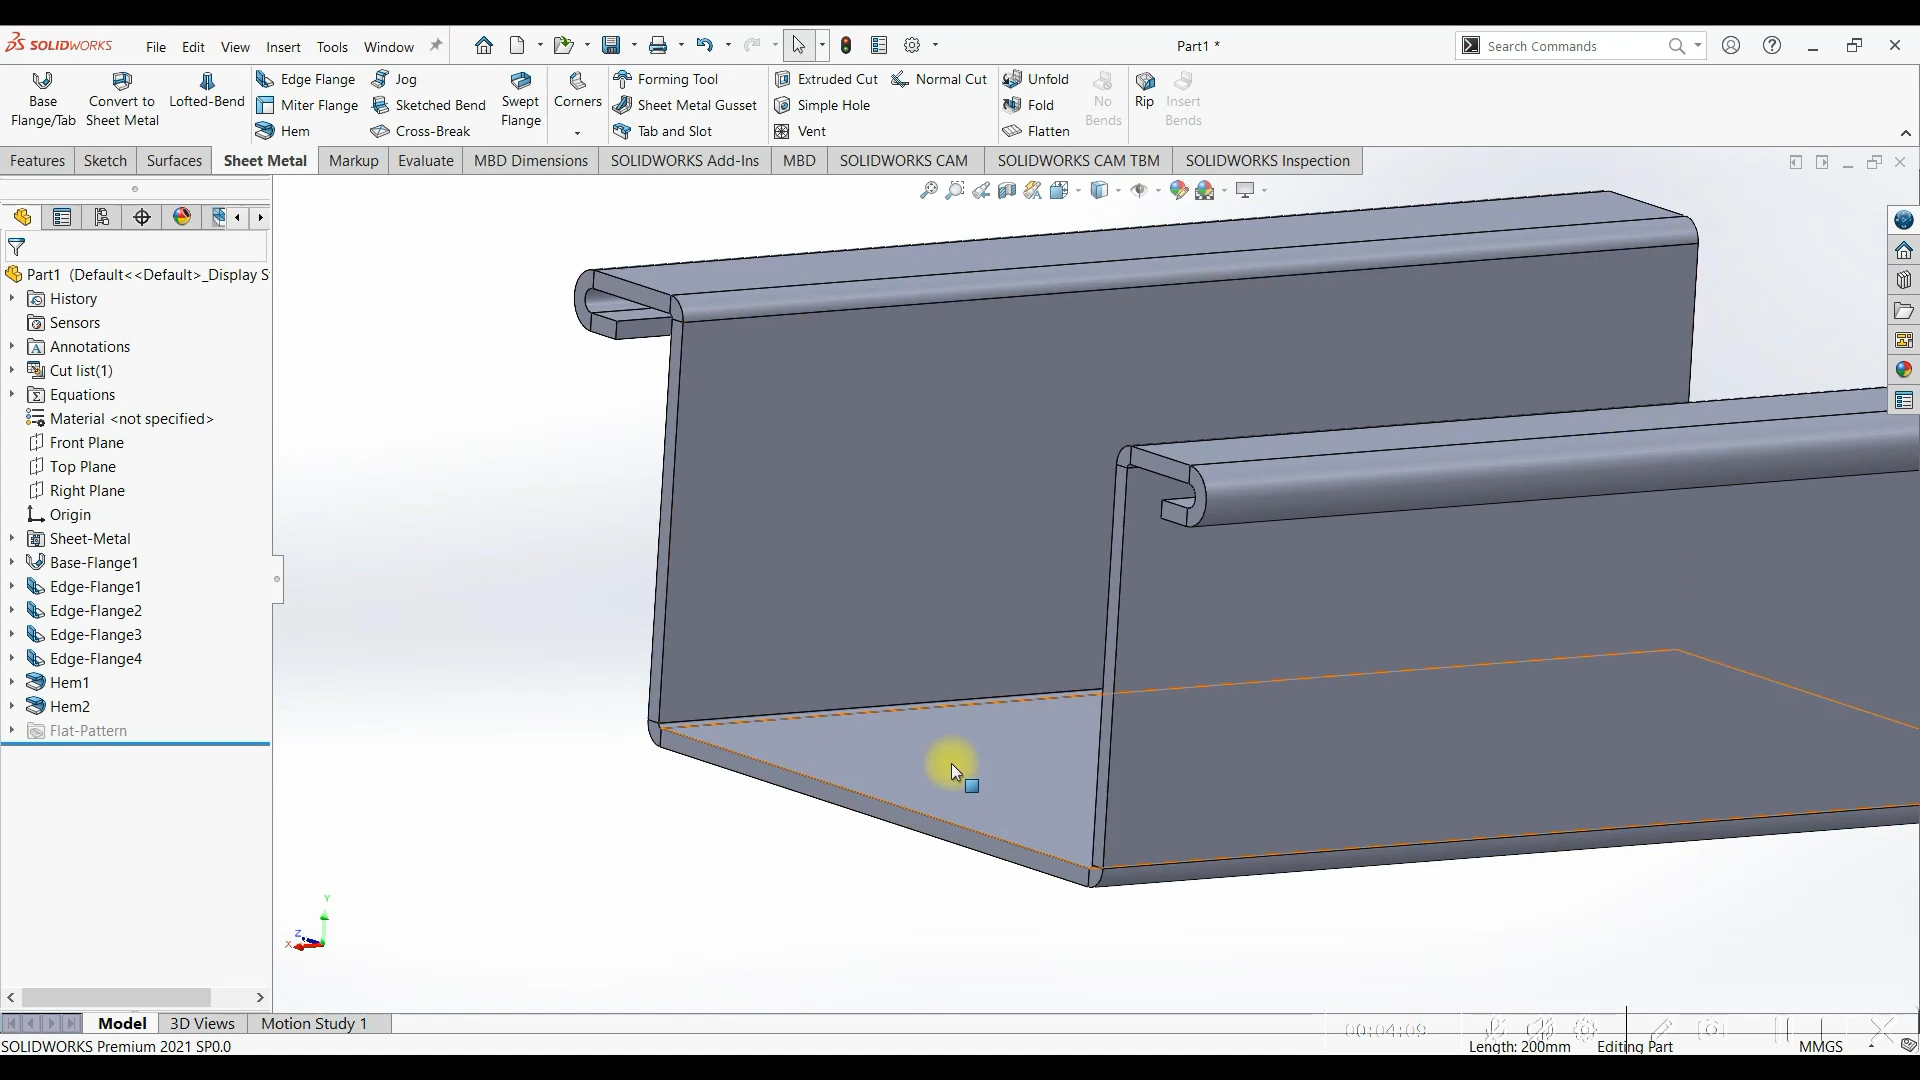 SOLIDWORKS
File Edit View Insert Tools Window
Part1 *
Search Commands
Base Flange/Tab
Convert to Sheet Metal
Lofted-Bend
Edge Flange
Miter Flange
Hem
Jog
Sketched Bend
Cross-Break
Swept Flange
Corners
Forming Tool
Sheet Metal Gusset
Tab and Slot
Extruded Cut
Simple Hole
Vent
Normal Cut
Unfold
Fold
Flatten
No Bends
Rip
Insert Bends
Features Sketch Surfaces Sheet Metal Markup Evaluate MBD Dimensions SOLIDWORKS Add-Ins MBD SOLIDWORKS CAM SOLIDWORKS CAM TBM SOLIDWORKS Inspection
Part1 (Default<<Default>_Display S
History
Sensors
Annotations
Cut list(1)
Equations
Material <not specified>
Front Plane
Top Plane
Right Plane
Origin
Sheet-Metal
Base-Flange1
Edge-Flange1
Edge-Flange2
Edge-Flange3
Edge-Flange4
Hem1
Hem2
Flat-Pattern
Y
Z
X
Model 3D Views Motion Study 1
00:04:09
SOLIDWORKS Premium 2021 SP0.0
Length: 200mm Editing Part MMGS